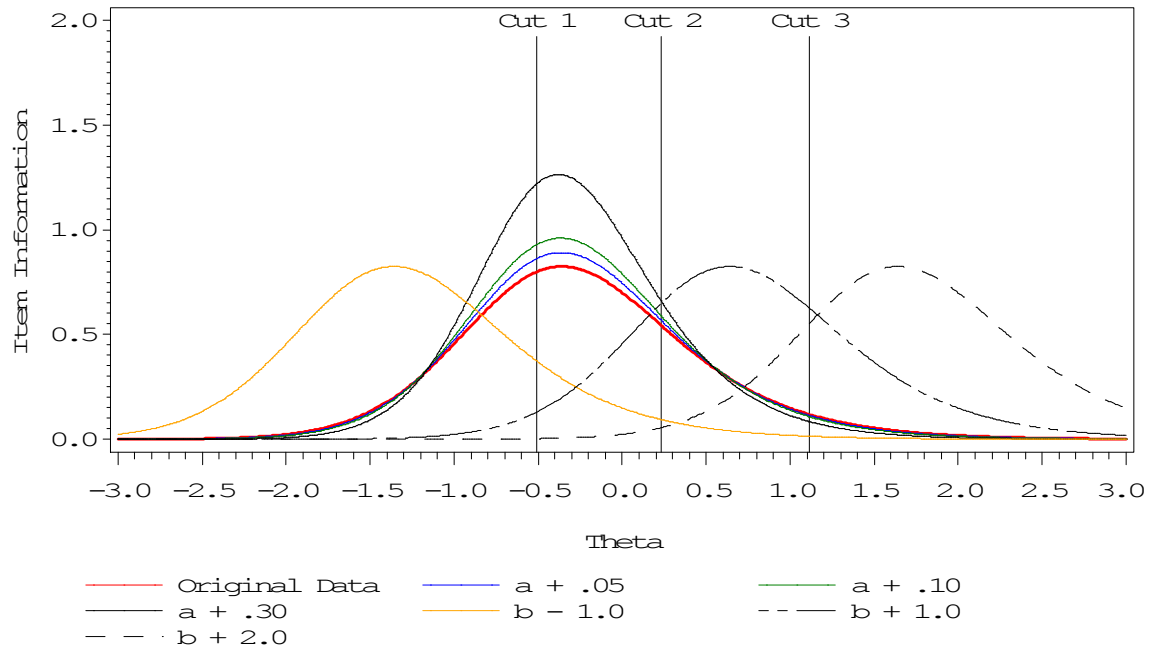 2.0
Cut 1 Cut 2 Cut 3
1.5
1.0
0.5
0.0
Item Information
-3.0 -2.5 -2.0 -1.5 -1.0 -0.5 0.0 0.5 1.0 1.5 2.0 2.5 3.0
Theta
Original Data a + .05 a + .10
a + .30 b - 1.0 b + 1.0
b + 2.0